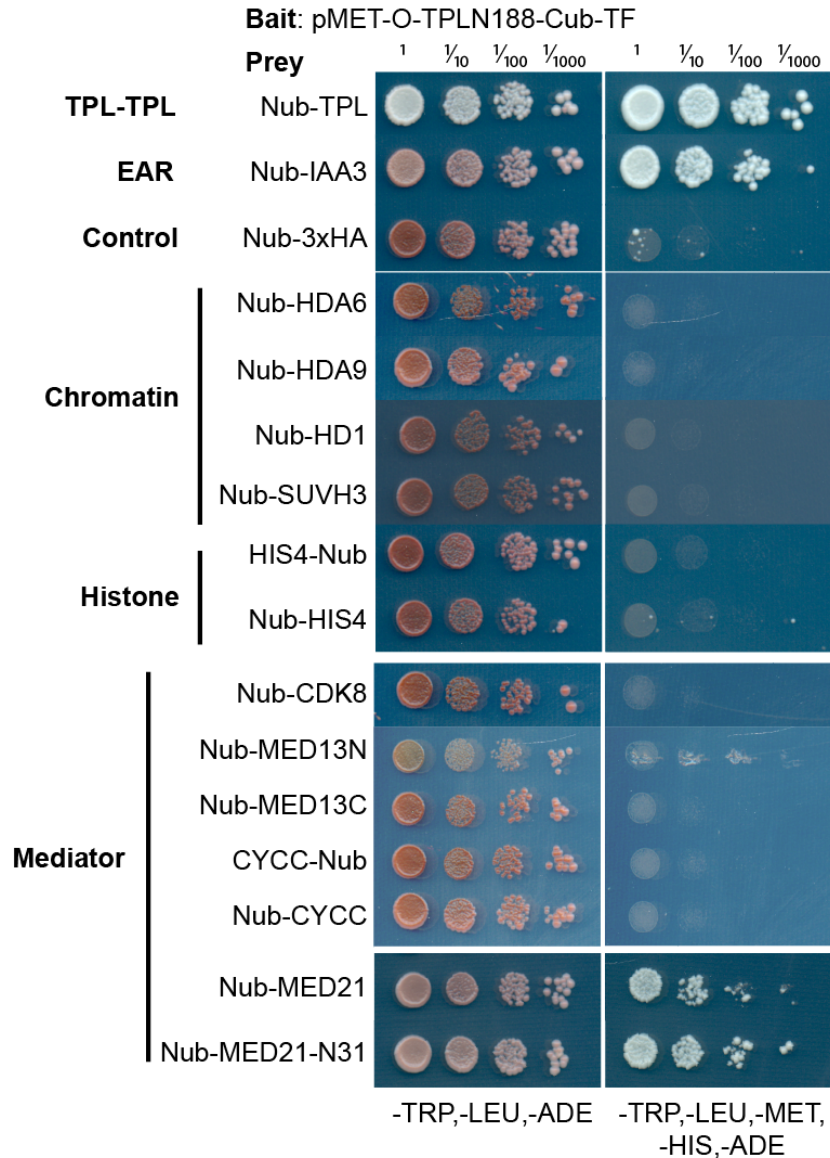 Bait: pMET-O-TPLN188-Cub-TF
Prey 1 1/10 1/100 1/1000 1 1/10 1/100 1/1000
TPL-TPL Nub-TPL
EAR Nub-IAA3
Control Nub-3xHA
Nub-HDA6
Nub-HDA9
Chromatin
Nub-HD1
Nub-SUVH3
HIS4-Nub
Histone
Nub-HIS4
Nub-CDK8
Nub-MED13N
Nub-MED13C
Mediator
CYCC-Nub
Nub-CYCC
Nub-MED21
Nub-MED21-N31
-TRP,-LEU,-ADE -TRP,-LEU,-MET,
-HIS,-ADE